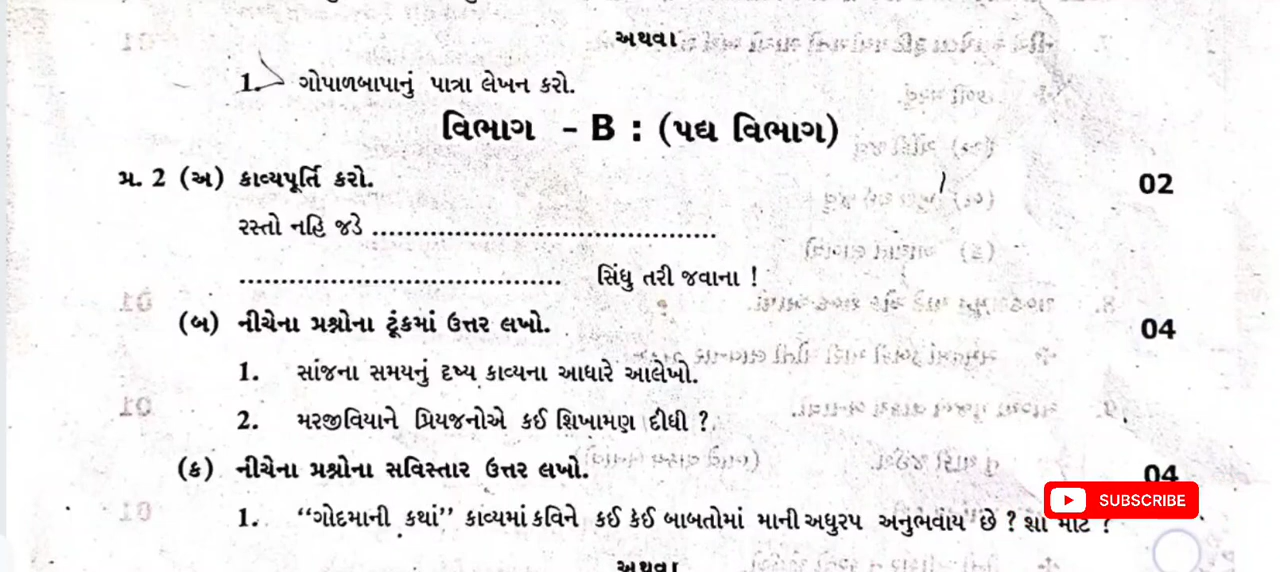 અથવા
1. ગોપાળબાપાનું પાત્રા લેખન કરો.
વિભાગ - B : (પદ્ય વિભાગ)
પ્ર. 2 (અ) કાવ્યપૂર્તિ કરો. 02
રસ્તો નહિ જડે ........................................
..................................... સિંધુ તરી જવાના !
(બ) નીચેના પ્રશ્નોના ટૂંકમાં ઉત્તર લખો. 04
1. સાંજના સમયનું દૃષ્ય કાવ્યના આધારે આલેખો.
2. મરજીવિયાને પ્રિયજનોએ કઈ શિખામણ દીધી ?
(ક) નીચેના પ્રશ્નોના સવિસ્તાર ઉત્તર લખો. 04
SUBSCRIBE
1. “ગોદમાની કથાં” કાવ્યમાં કવિને કઈ કેઈ બાબતોમાં માની અધુરપ અનુભવાય છે ? શા માટે ?
અથવા